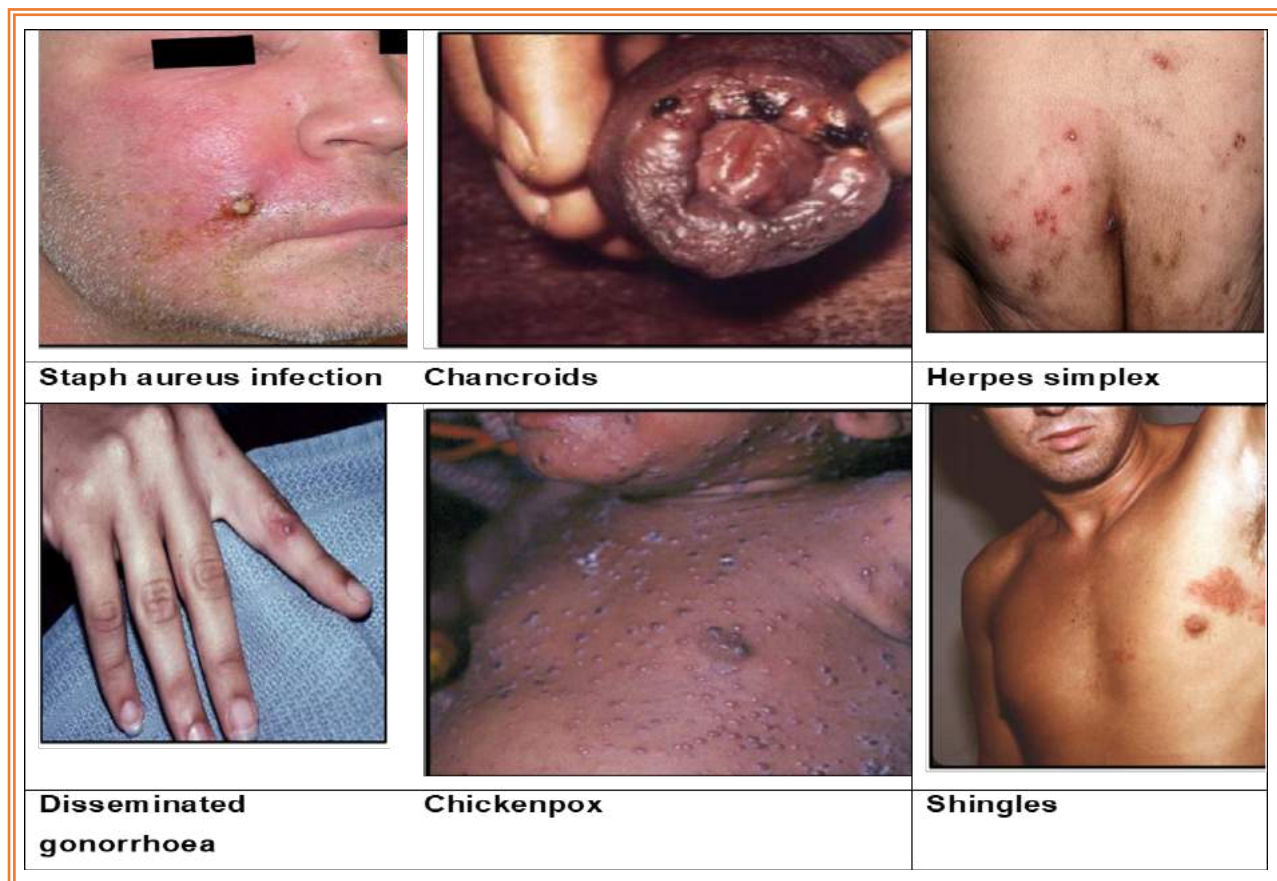 Staph aureus infection
Chancroids
Herpes simplex
Disseminated
gonorrhoea
Chickenpox
Shingles